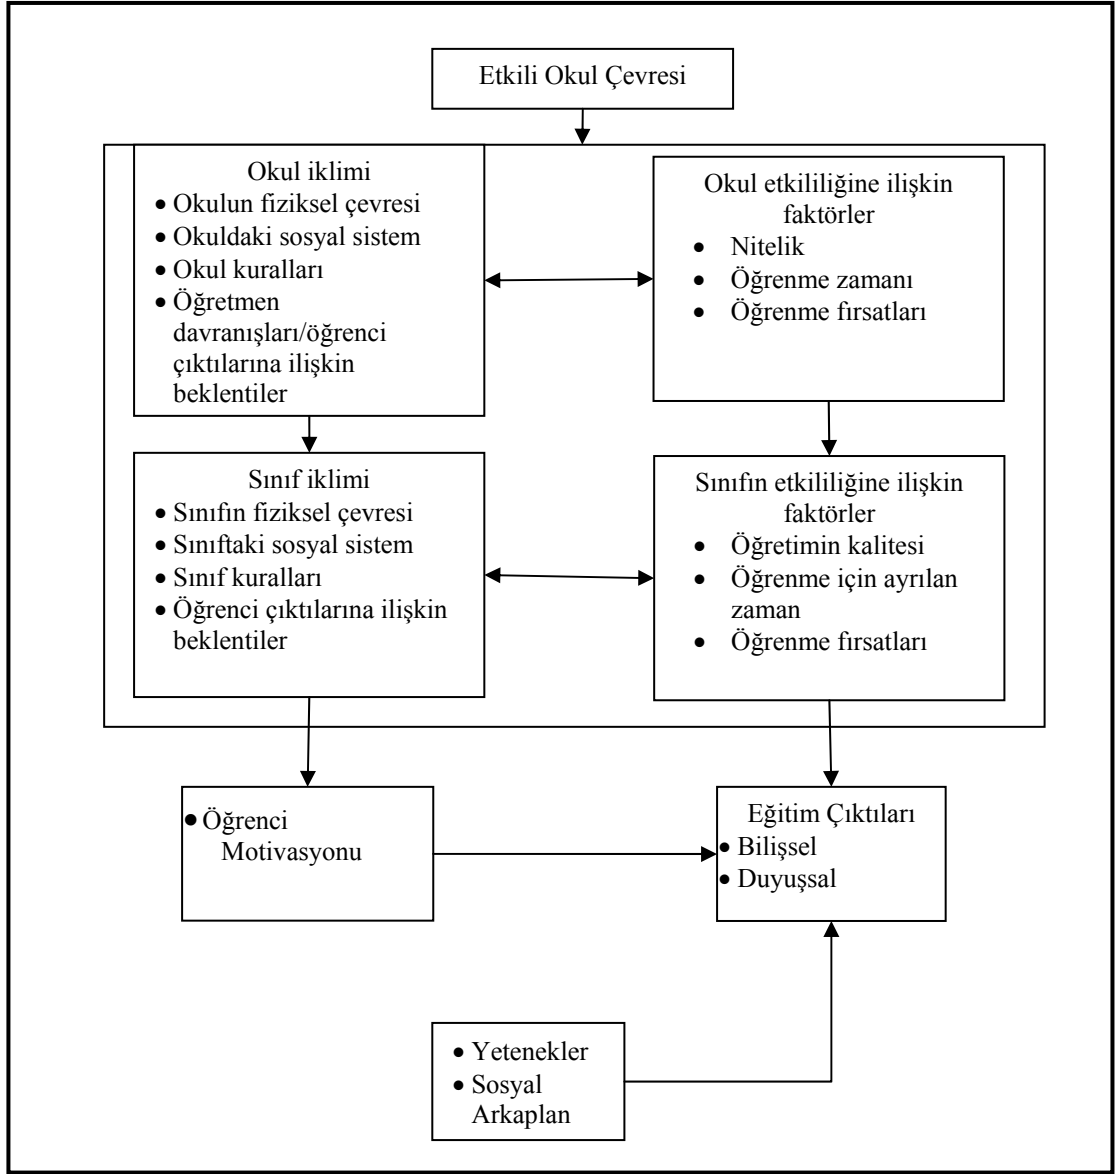 Etkili Okul Çevresi
Okul iklimi
• Okulun fiziksel çevresi
• Okuldaki sosyal sistem
• Okul kuralları
• Öğretmen
davranışları/öğrenci
çıktılarına ilişkin
beklentiler
Okul etkililiğine ilişkin
faktörler
• Nitelik
• Öğrenme zamanı
• Öğrenme fırsatları
Sınıf iklimi
• Sınıfın fiziksel çevresi
• Sınıftaki sosyal sistem
• Sınıf kuralları
• Öğrenci çıktılarına ilişkin
beklentiler
Sınıfın etkililiğine ilişkin
faktörler
• Öğretimin kalitesi
• Öğrenme için ayrılan
zaman
• Öğrenme fırsatları
• Öğrenci
Motivasyonu
Eğitim Çıktıları
• Bilişsel
• Duyuşsal
• Yetenekler
• Sosyal
Arkaplan